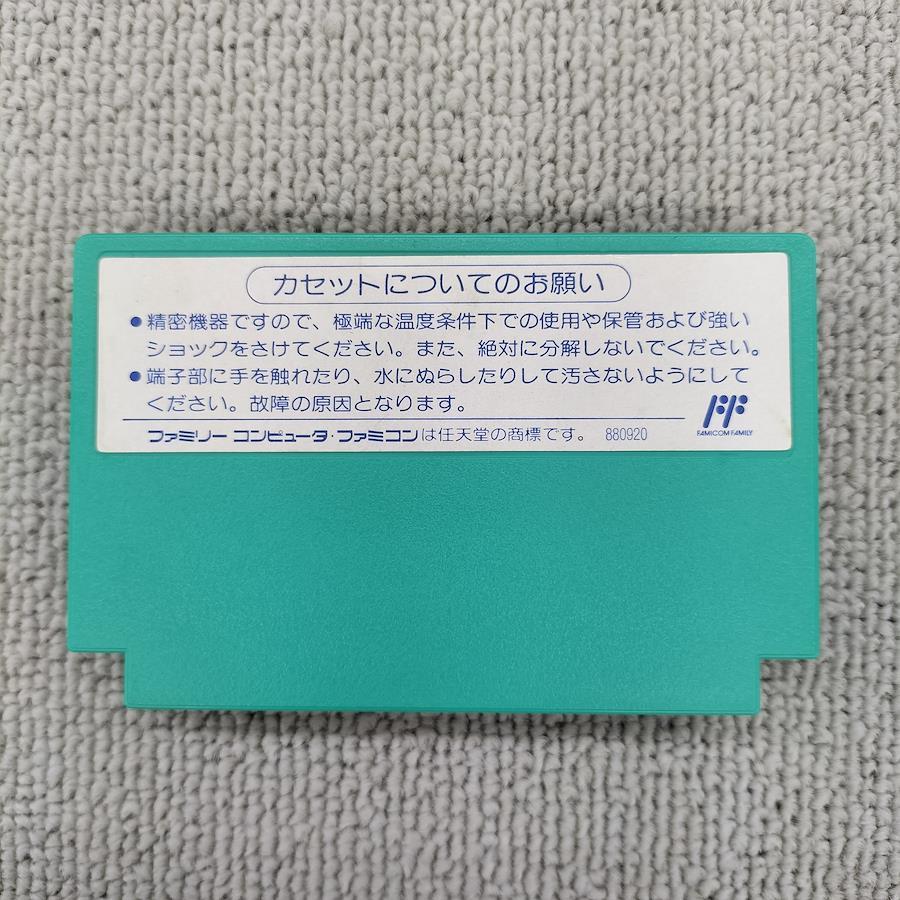 カセットについてのお願い
●精密機器ですので、極端な温度条件下での使用や保管および強い
ショックをさけてください。また、絶対に分解しないでください。
●端子部に手を触れたり、水にぬらしたりして汚さないようにして
ください。故障の原因となります。
FAMICOM FAMILY
ファミリー コンピュータ・ファミコンは任天堂の商標です。 880920